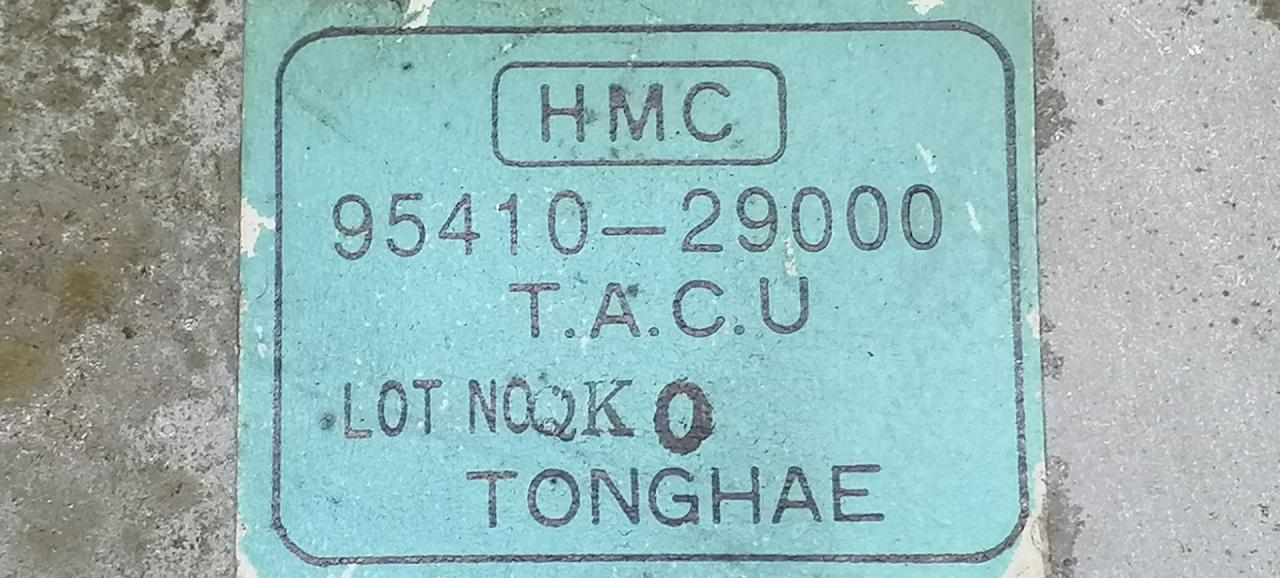 HMC
95410-29000
T.A.C.U
LOT NOQK O
TONGHAE